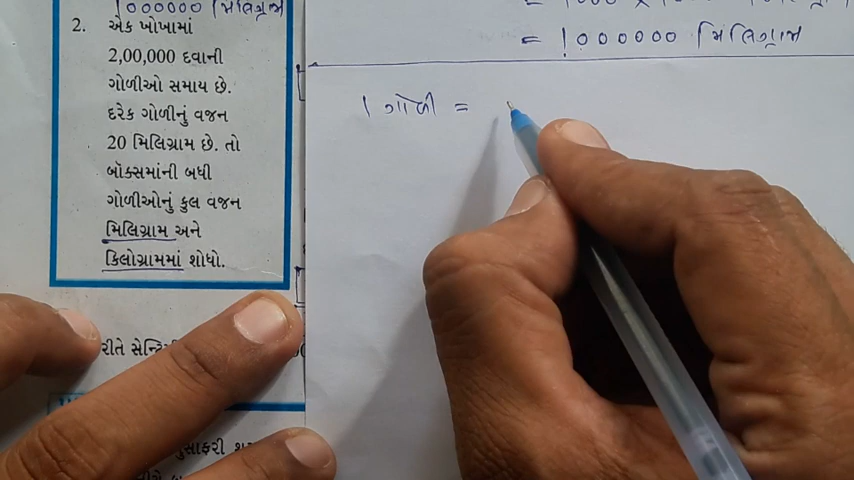 1000000 મિલિગ્રામ
2. એક ખોખામાં
2,00,000 દવાની
ગોળીઓ સમાય છે.
દરેક ગોળીનું વજન
20 મિલિગ્રામ છે. તો
બૉક્સમાંની બધી
ગોળીઓનું કુલ વજન
મિલિગ્રામ અને
કિલોગ્રામમાં શોધો.
= 1000000 મિલિગ્રામ
1 ગોળી =